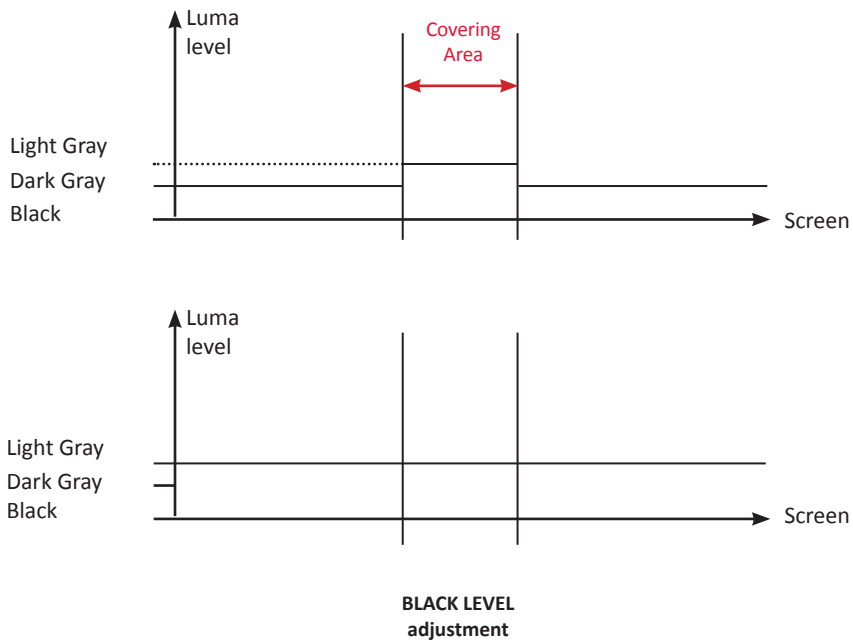 Luma
level
Covering
Area
Light Gray
Dark Gray
Black
Screen
Luma
level
Light Gray
Dark Gray
Black
Screen
BLACK LEVEL
adjustment